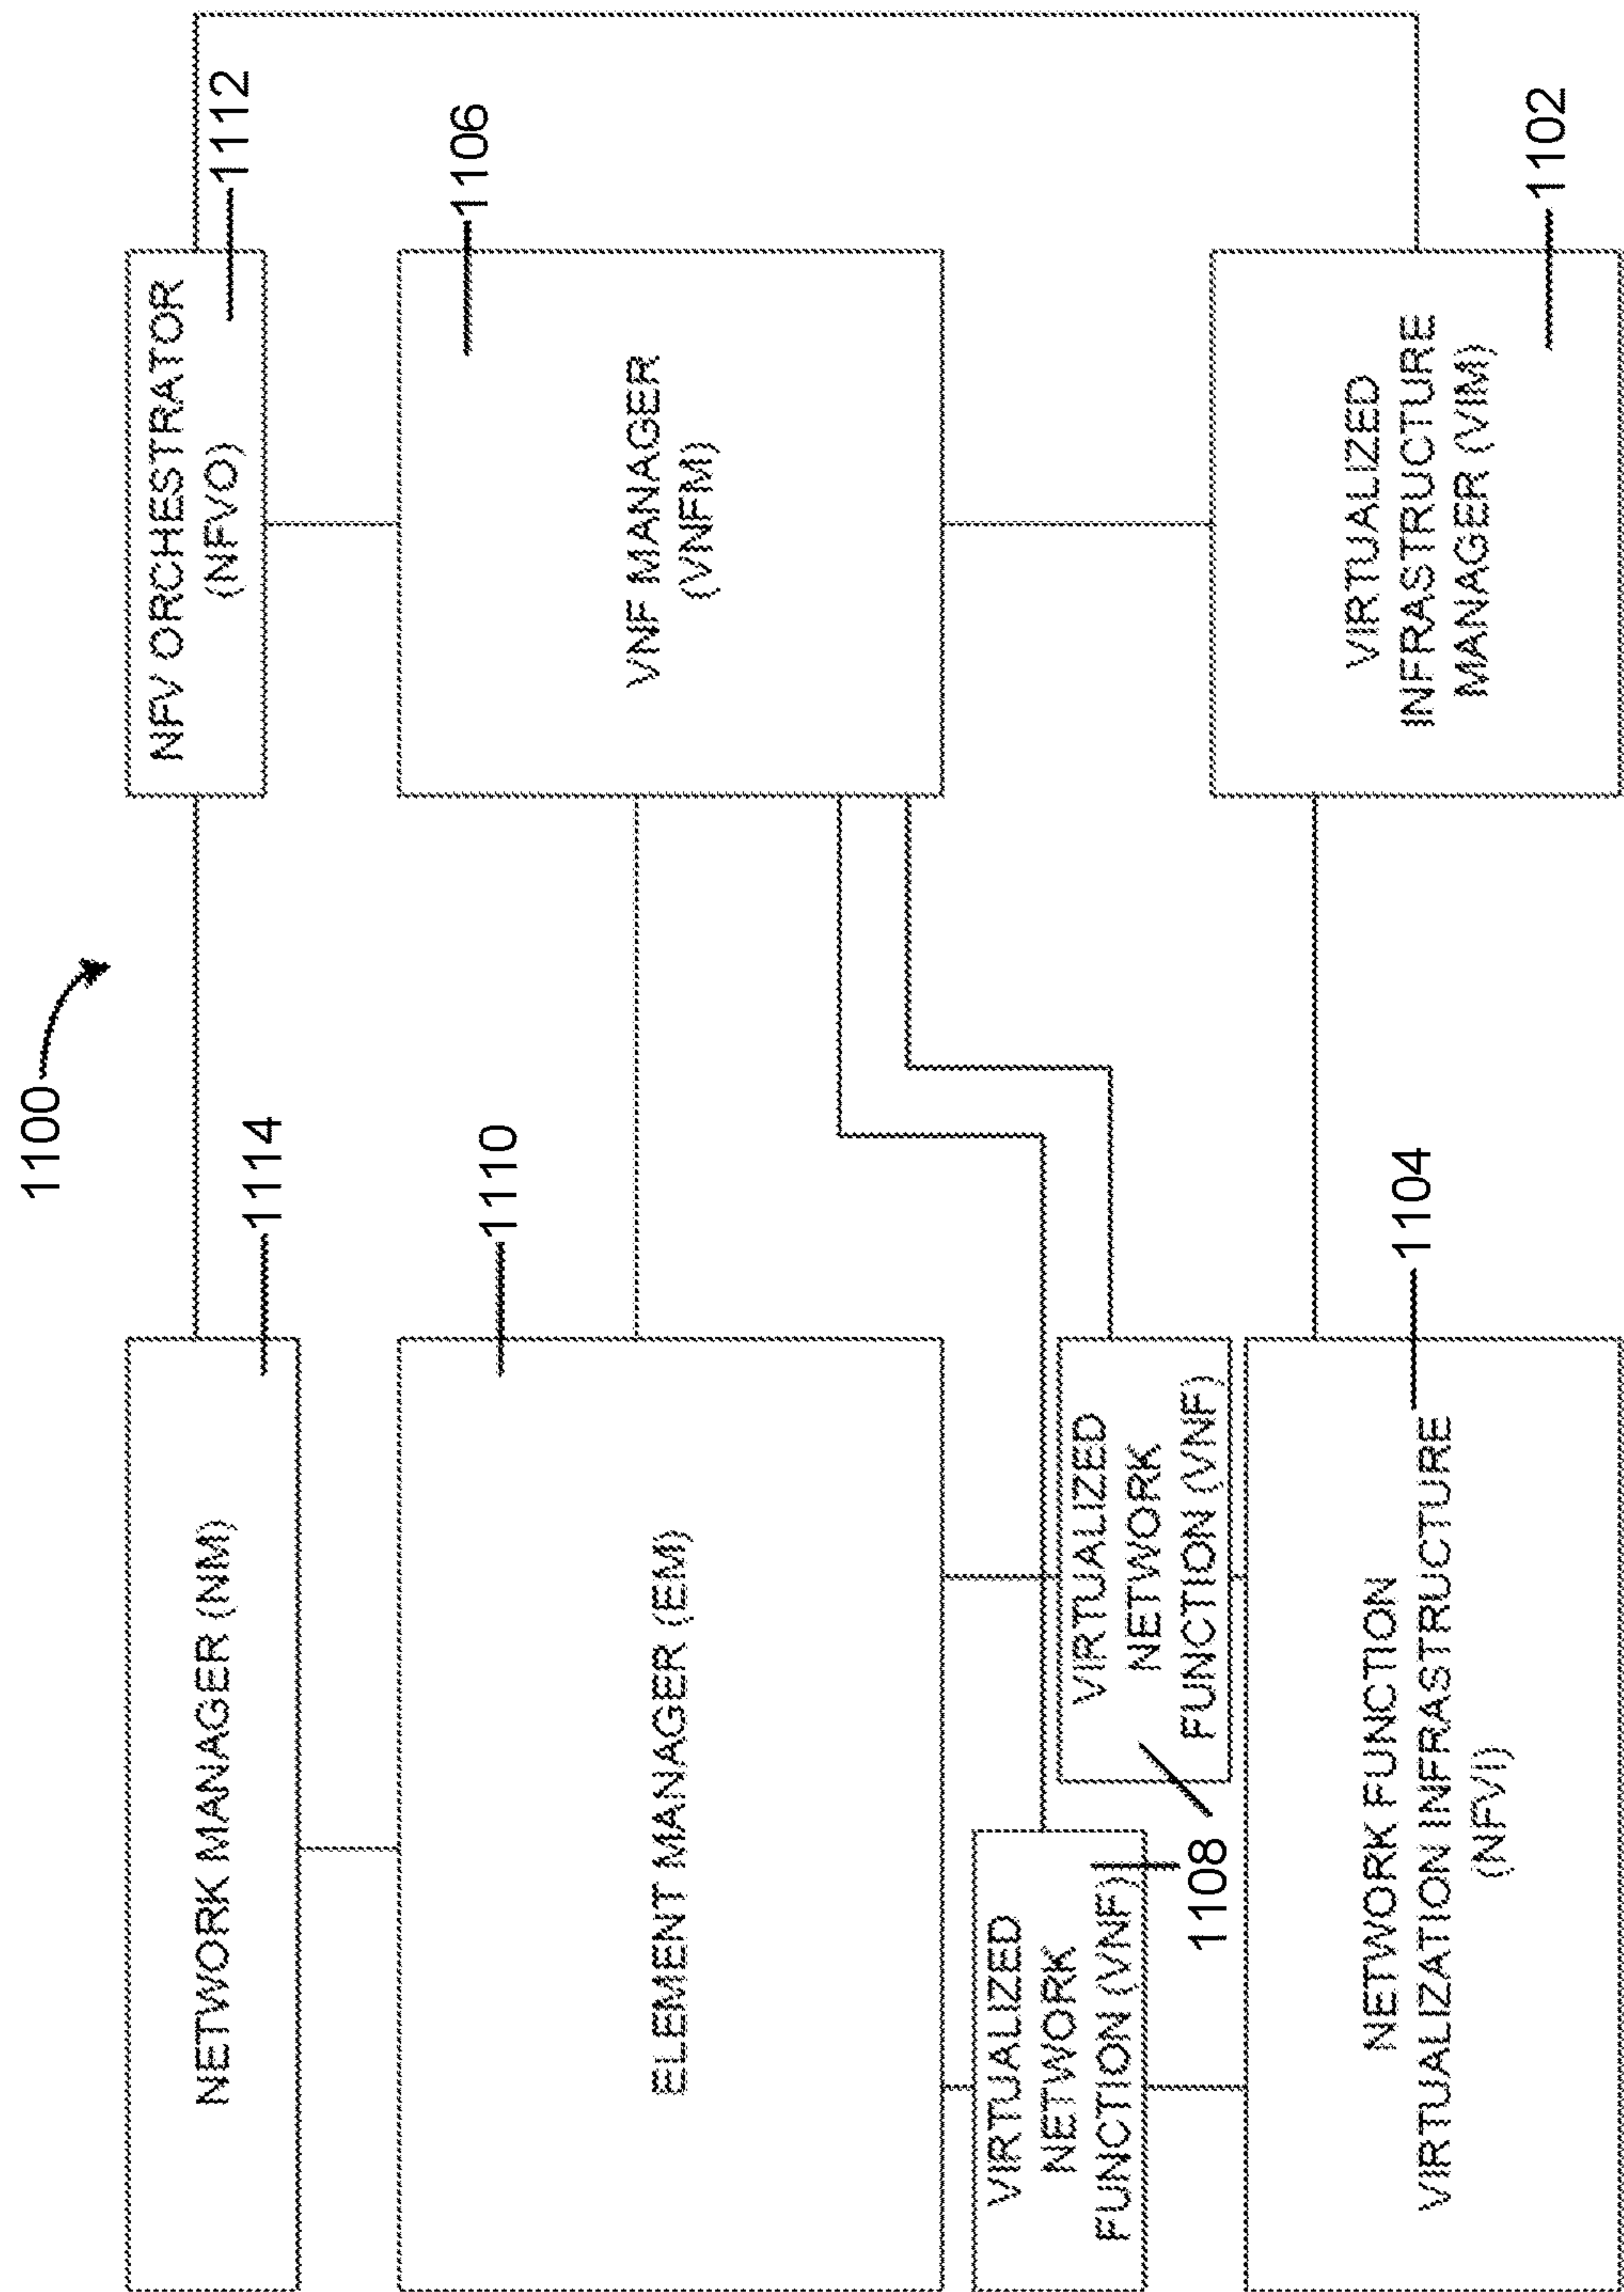 1100
NETWORK MANAGER (NM)
1114
NFV ORCHESTRATOR
(NFVO)
1112
ELEMENT MANAGER (EM)
1110
VNF MANAGER
(VNFM)
1106
VIRTUALIZED
NETWORK
FUNCTION (VNF)
VIRTUALIZED
NETWORK
FUNCTION (VNF)
1108
NETWORK FUNCTION
VIRTUALIZATION INFRASTRUCTURE
(NFVI)
1104
VIRTUALIZED
INFRASTRUCTURE
MANAGER (VIM)
1102